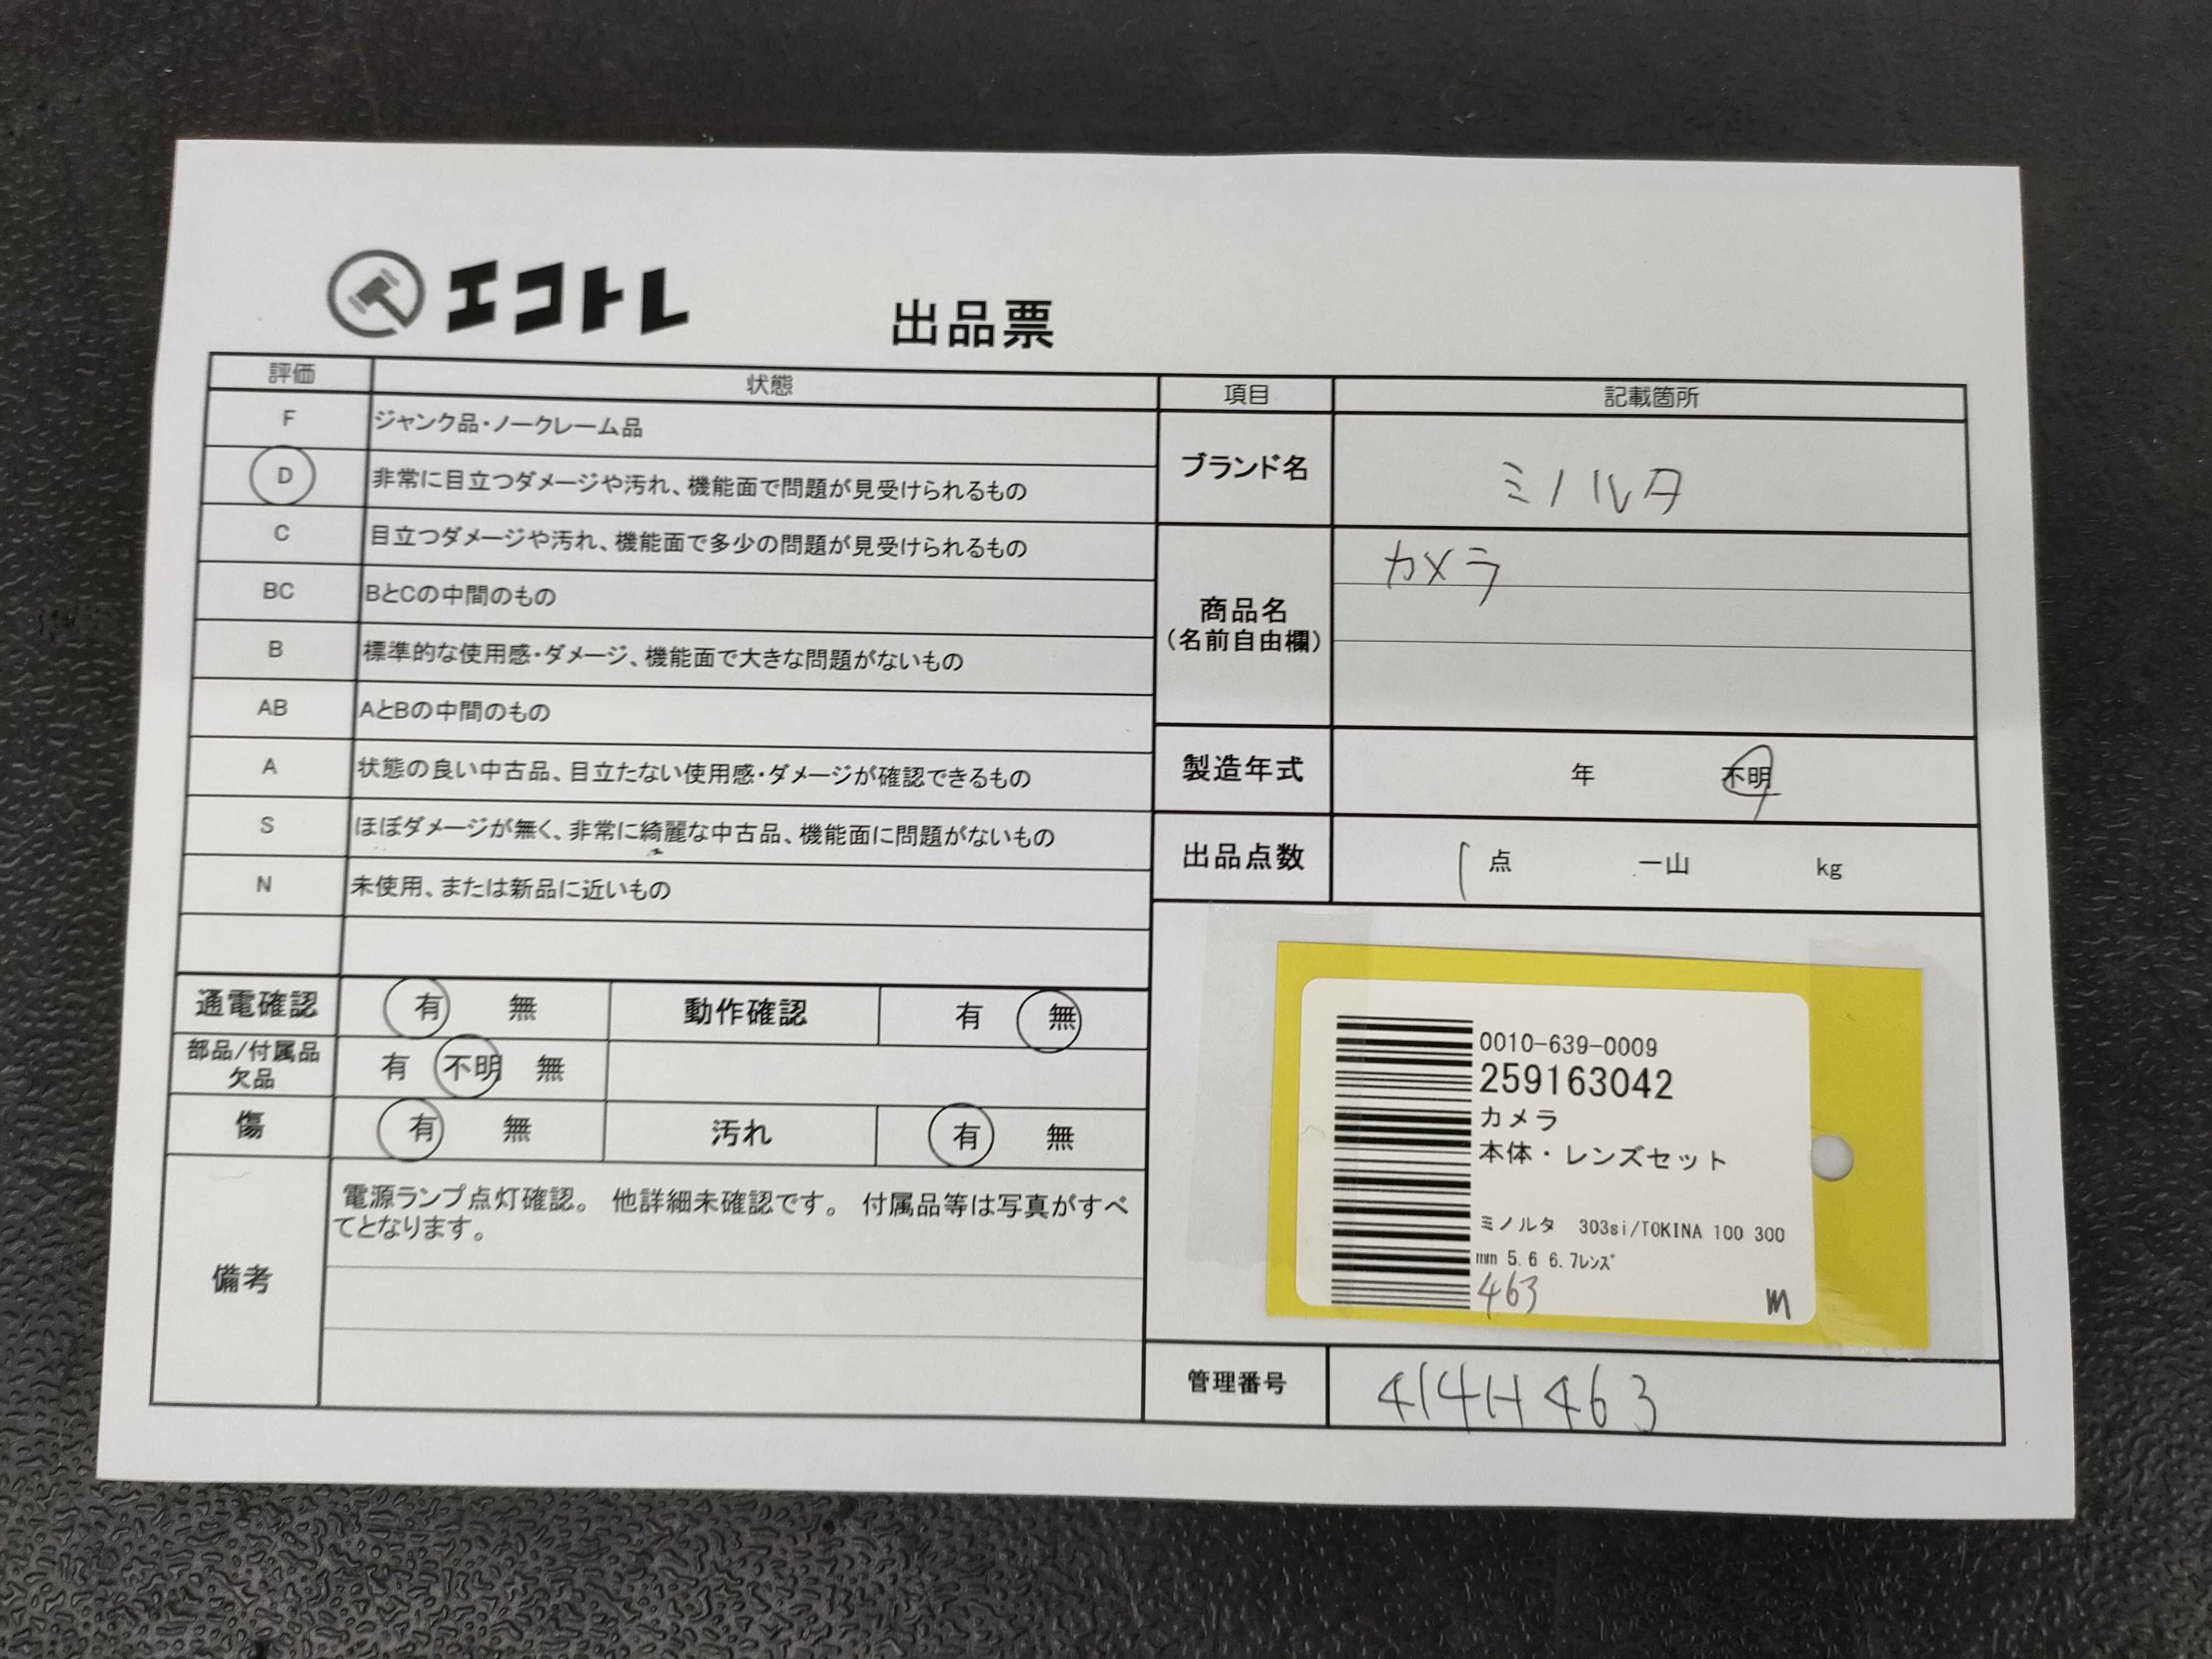 エコトレ
出品票
評価 状態
F ジャンク品・ノークレーム品
D 非常に目立つダメージや汚れ、機能面で問題が見受けられるもの
C 目立つダメージや汚れ、機能面で多少の問題が見受けられるもの
BC BとCの中間のもの
B 標準的な使用感・ダメージ、機能面で大きな問題がないもの
AB AとBの中間のもの
A 状態の良い中古品、目立たない使用感・ダメージが確認できるもの
S ほぼダメージが無く、非常に綺麗な中古品、機能面に問題がないもの
N 未使用、または新品に近いもの
通電確認 有 無 動作確認 有 無
部品/付属品
欠品 有 不明 無
傷 有 無 汚れ 有 無
備考
電源ランプ点灯確認。 他詳細未確認です。 付属品等は写真がすべ
てとなります。
項目 記載箇所
ブランド名 ミノルタ
商品名
(名前自由欄)
カメラ
製造年式 年 不明
出品点数 1点 一山 kg
0010-639-0009
259163042
カメラ
本体・レンズセット
ミノルタ 303si/TOKINA 100 300
mm 5.6 6.7レンズ
463 m
管理番号 414H463